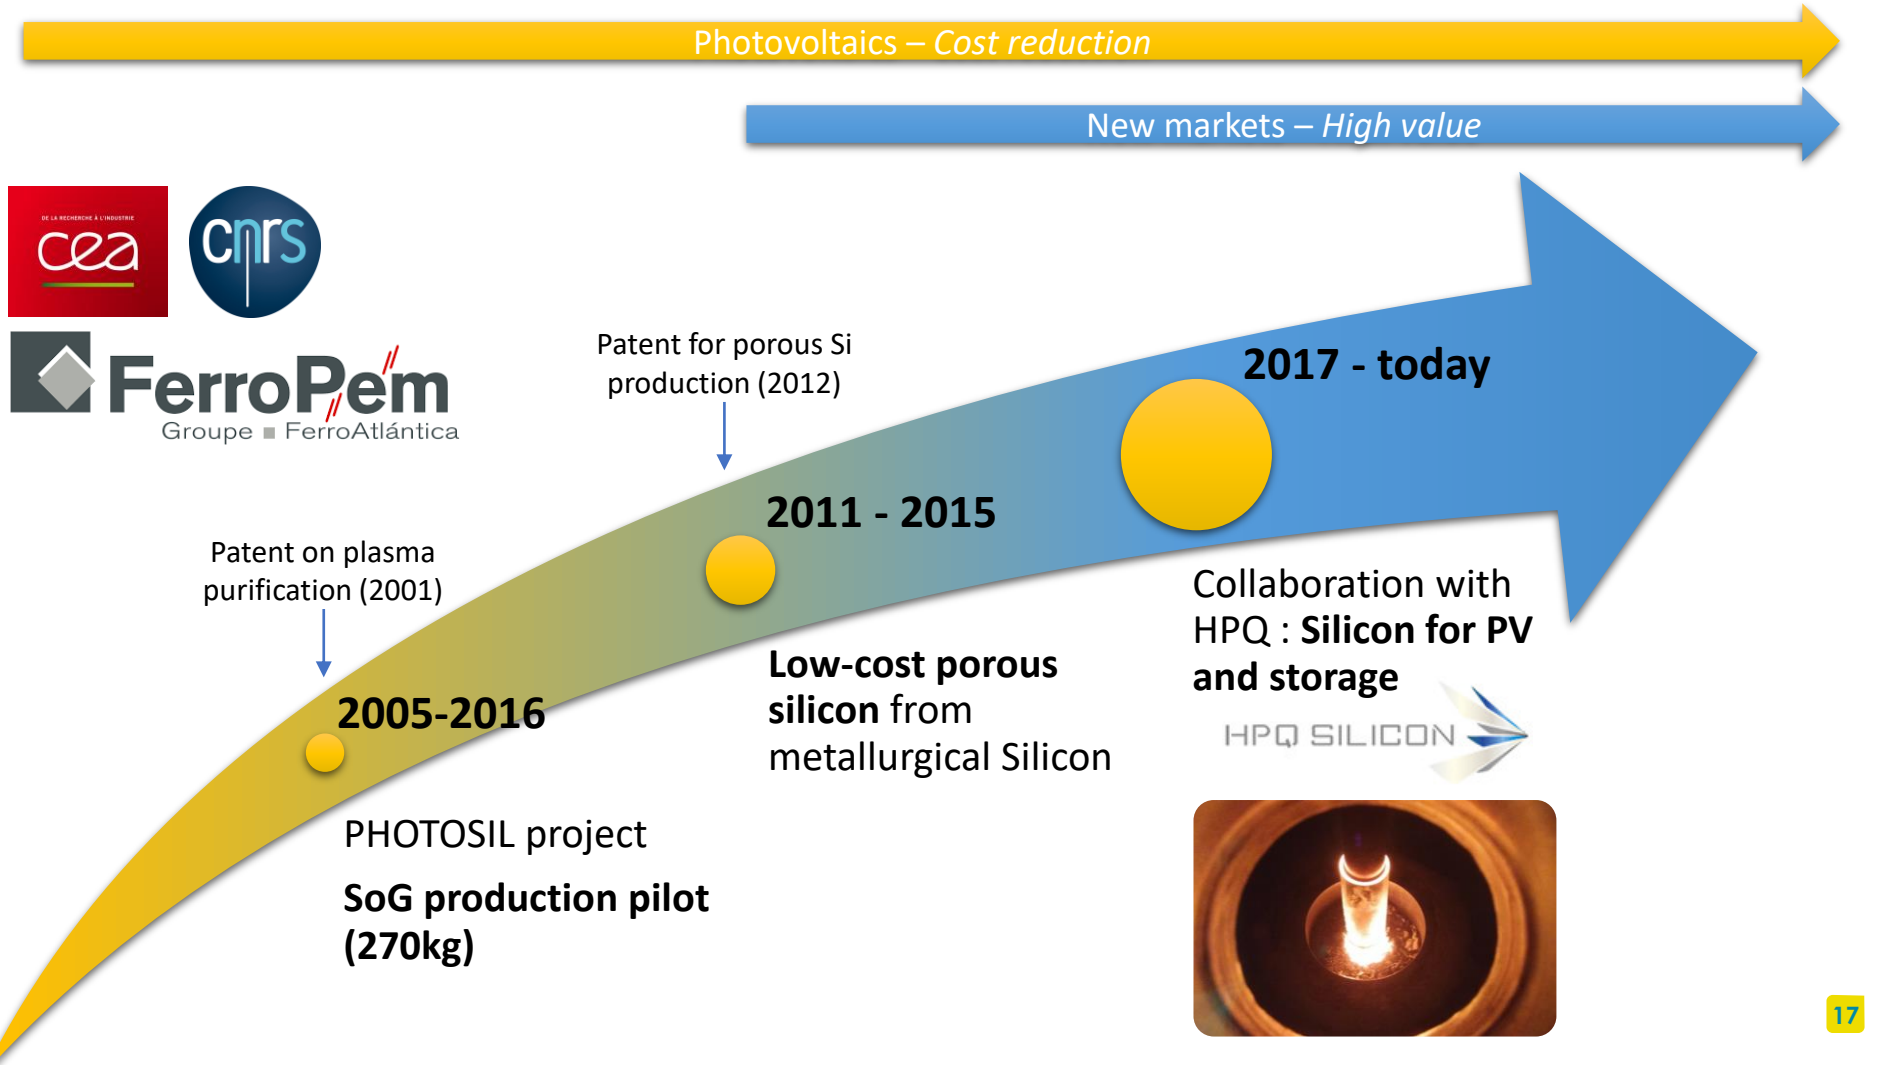 Photovoltaics – Cost reduction
New markets – High value
DE LA RECHERCHE À L'INDUSTRIE
cea
cnrs
FerroPem
Groupe ■ FerroAtlántica
Patent for porous Si
production (2012)
2017 - today
2011 - 2015
Patent on plasma
purification (2001)
2005-2016
Collaboration with
HPQ : Silicon for PV
and storage
HPQ SILICON
Low-cost porous
silicon from
metallurgical Silicon
PHOTOSIL project
SoG production pilot
(270kg)
17